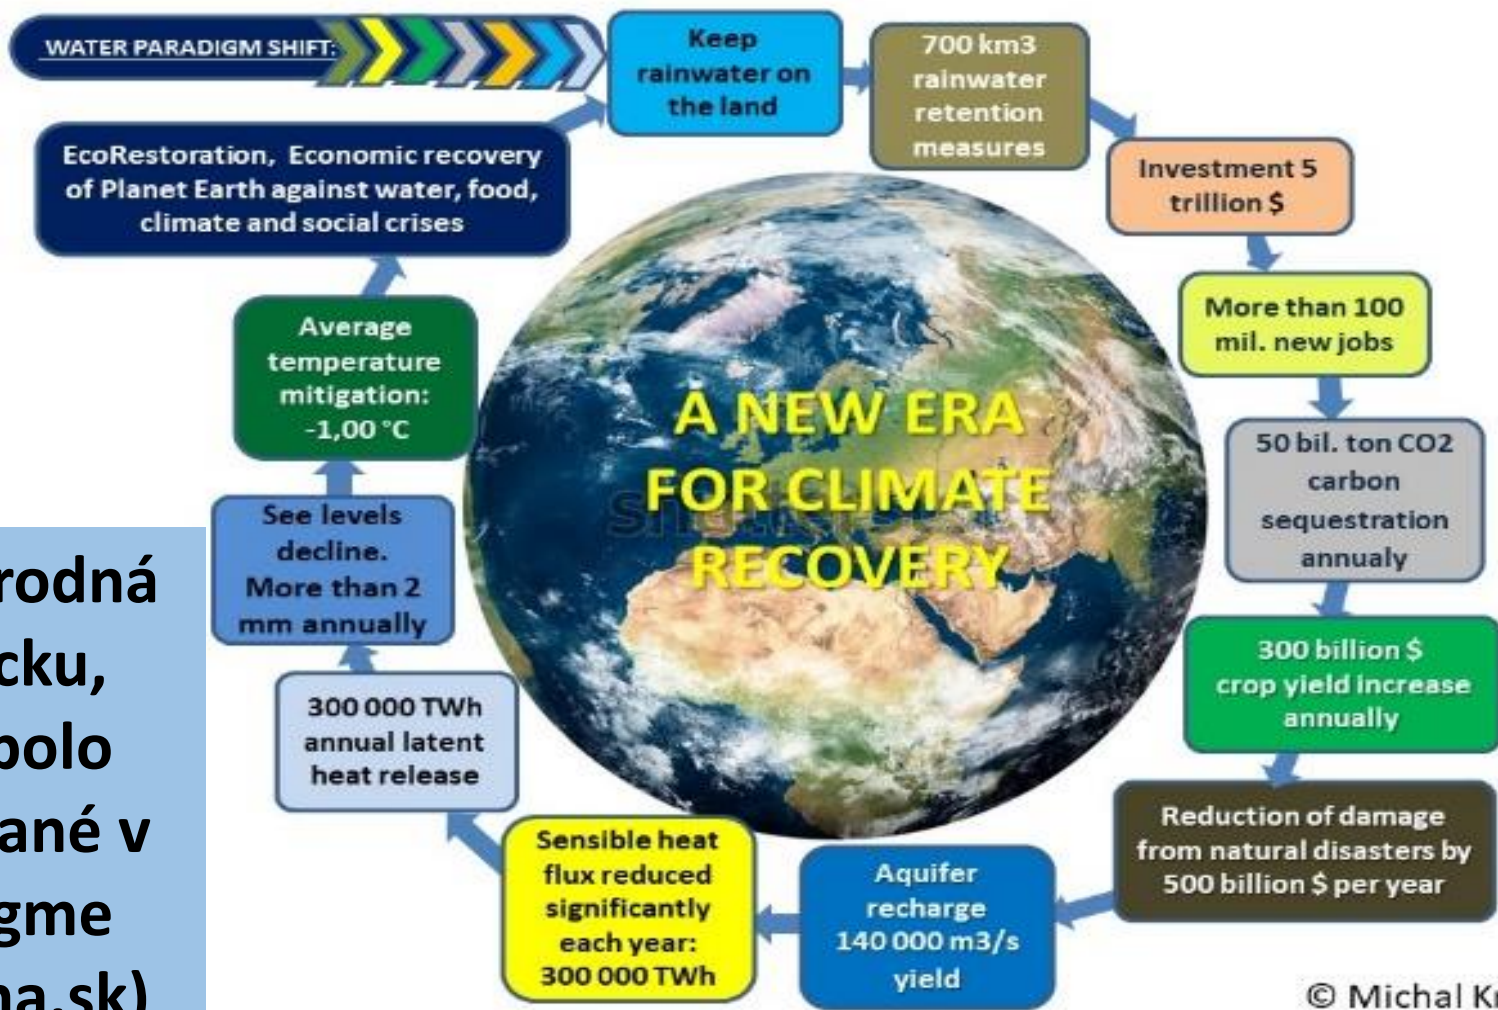 WATER PARADIGM SHIFT:
Keep
rainwater on
the land
700 km3
rainwater
retention
measures
Investment 5
trillion $
More than 100
mil. new jobs
50 bil. ton CO2
carbon
sequestration
annualy
300 billion $
crop yield increase
annually
Reduction of damage
from natural disasters by
500 billion $ per year
Aquifer
recharge
140 000 m3/s
yield
Sensible heat
flux reduced
significantly
each year:
300 000 TWh
300 000 TWh
annual latent
heat release
See levels
decline.
More than 2
mm annually
Average
temperature
mitigation:
-1,00 °C
EcoRestoration, Economic recovery
of Planet Earth against water, food,
climate and social crises
A NEW ERA
FOR CLIMATE
RECOVERY
rodná
cku,
polo
ané v
gme
na.sk)
© Michal